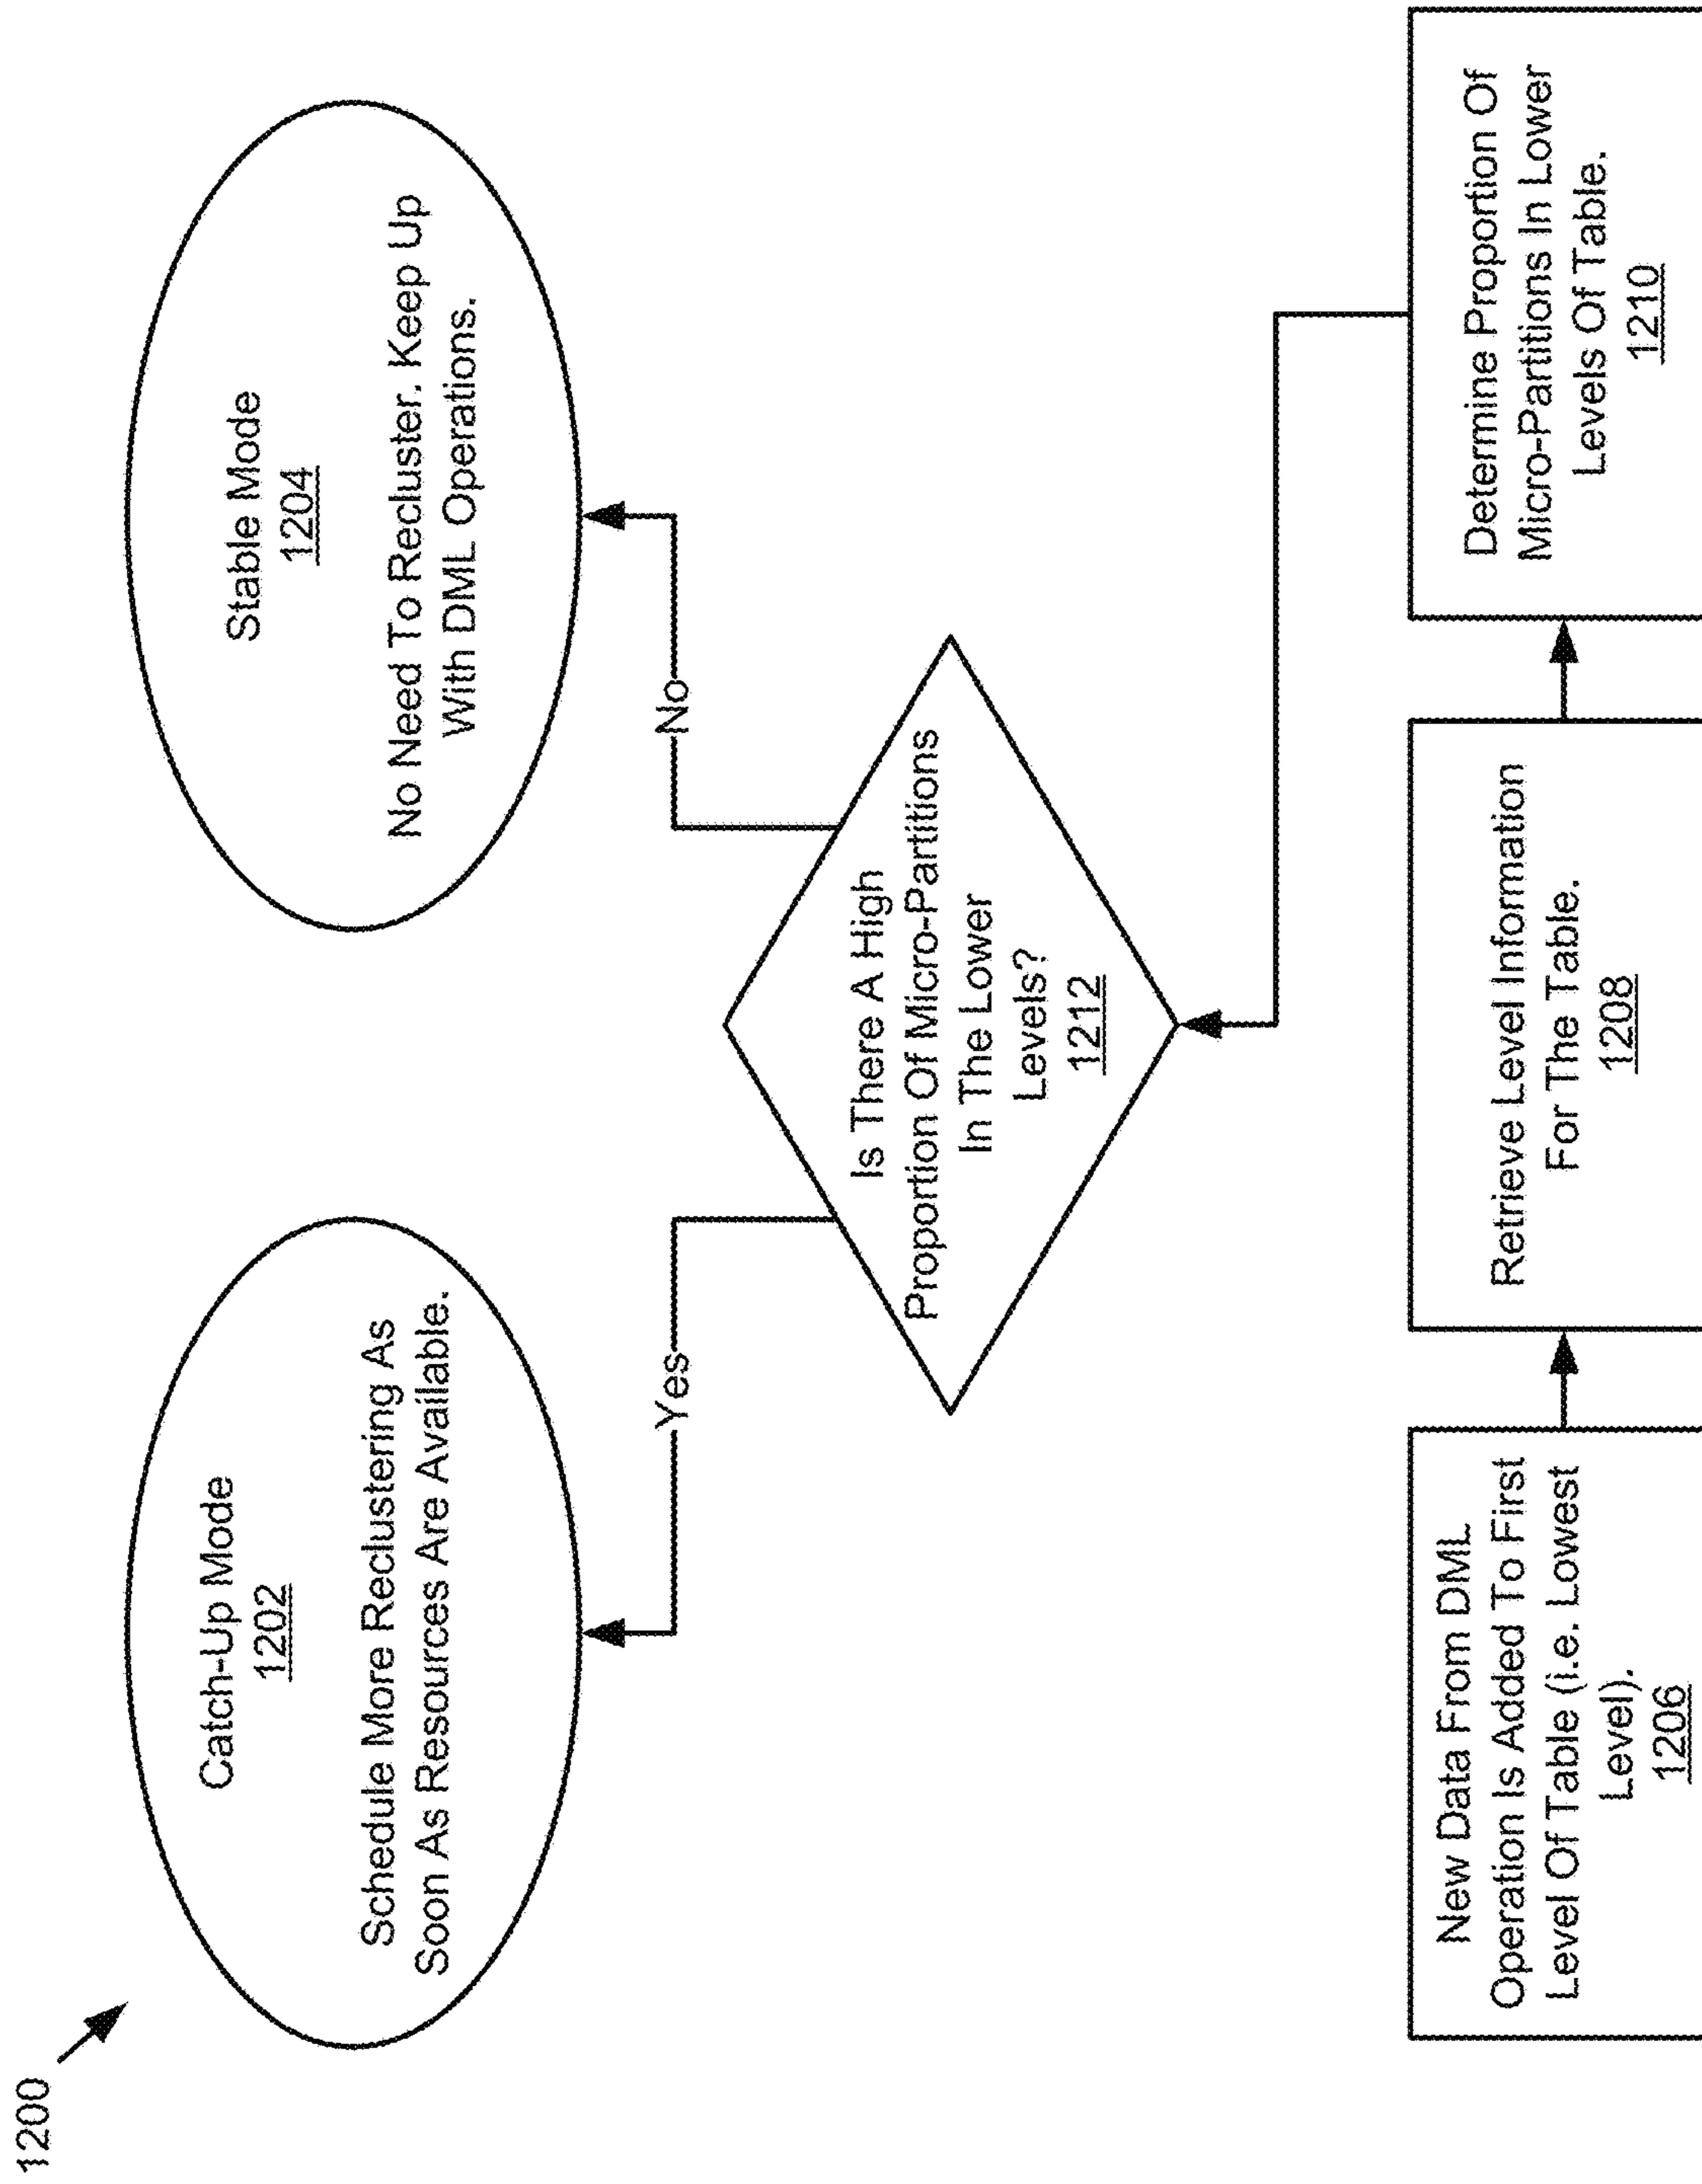 1200
Catch-Up Mode
1202
Schedule More Reclustering As
Soon As Resources Are Available.
Stable Mode
1204
No Need To Recluster. Keep Up
With DML Operations.
Yes
No
Is There A High
Proportion Of Micro-Partitions
In The Lower
Levels?
1212
New Data From DML
Operation Is Added To First
Level Of Table (i.e. Lowest
Level).
1206
Retrieve Level Information
For The Table.
1208
Determine Proportion Of
Micro-Partitions In Lower
Levels Of Table.
1210